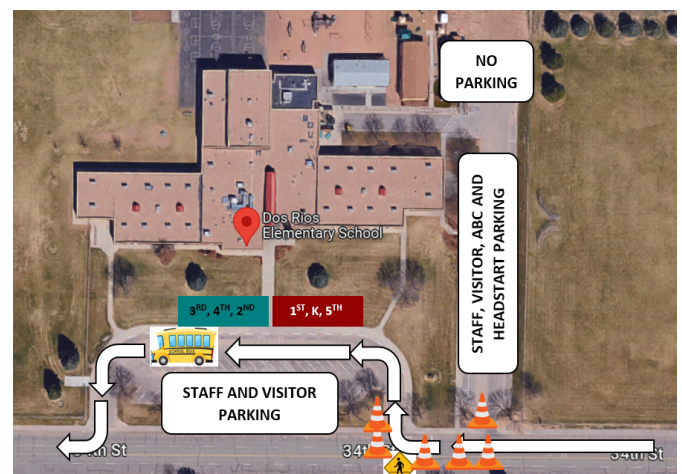 NO
PARKING
STAFF, VISITOR, ABC AND
HEADSTART PARKING
Dos Rios
Elementary School
3RD, 4TH, 2ND
1ST, K, 5TH
SCHOOL BUS
STAFF AND VISITOR
PARKING
34th St